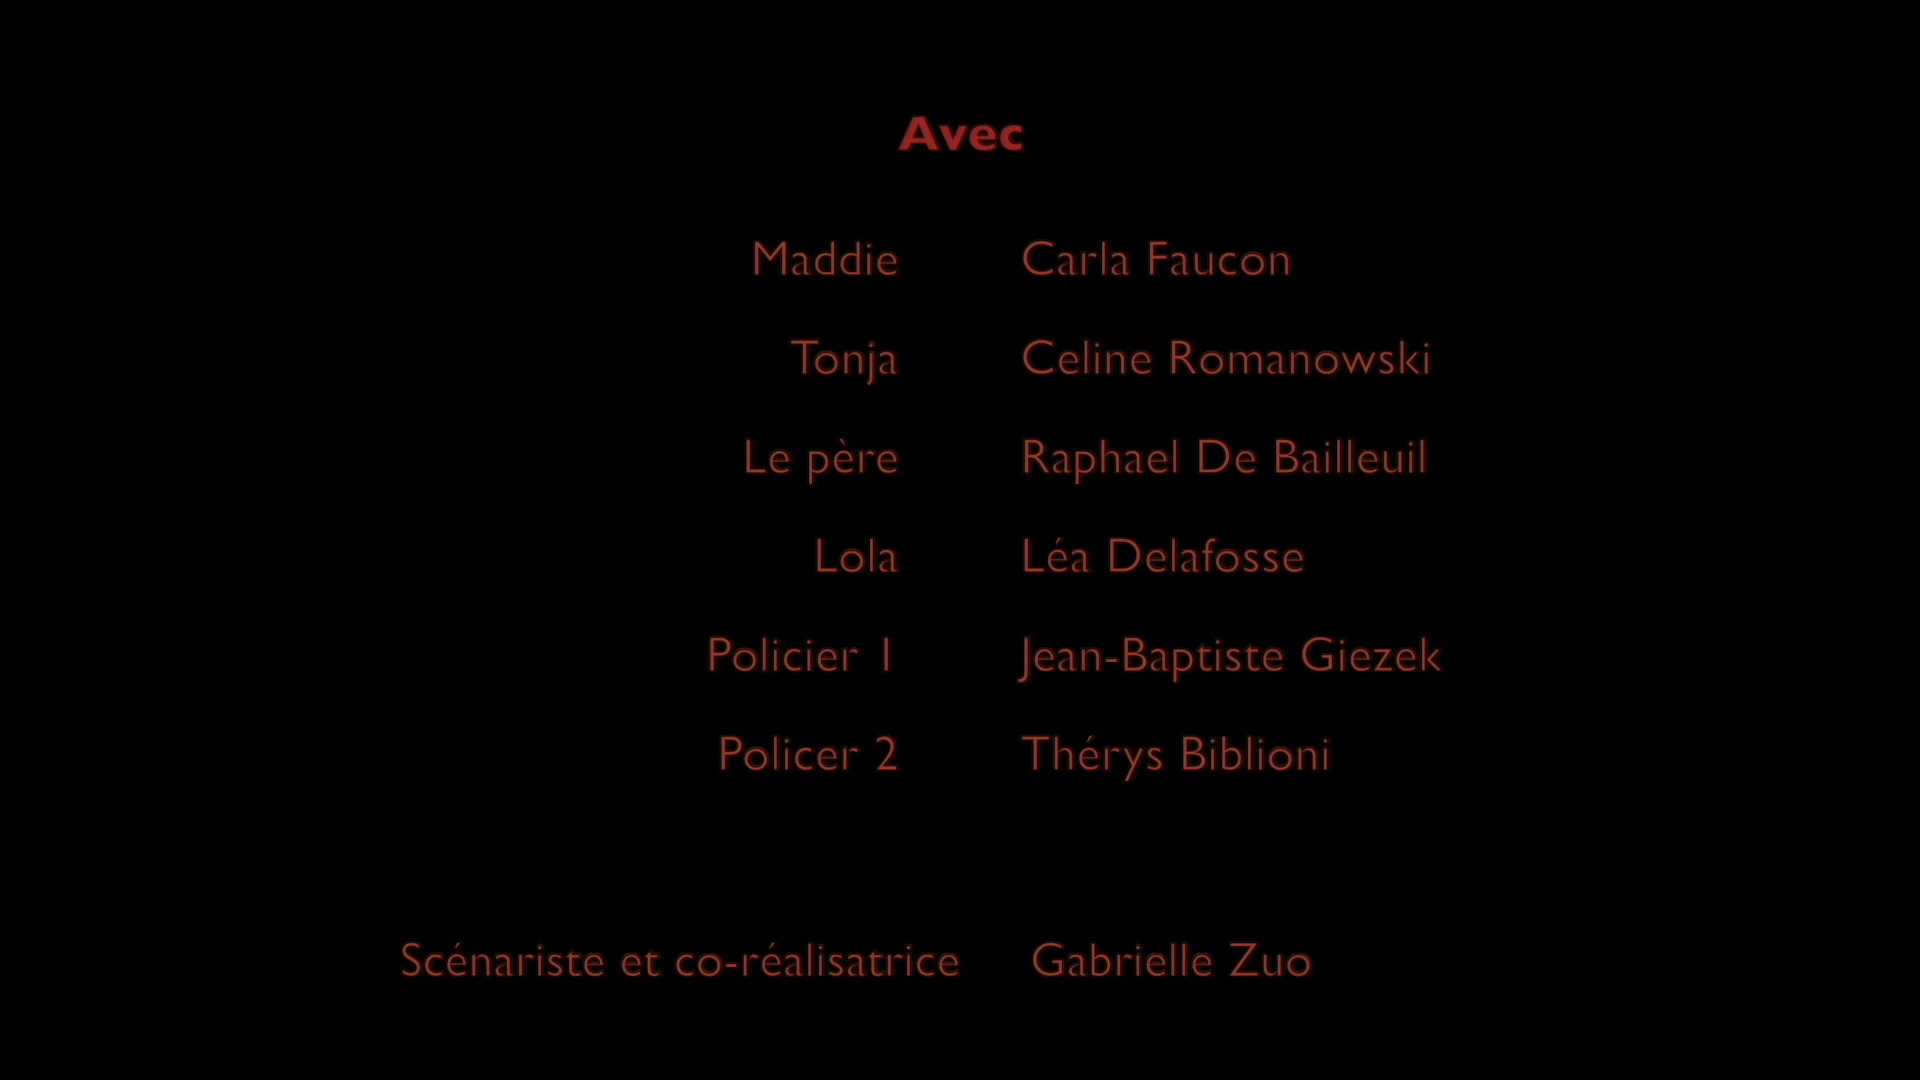 Avec
Maddie Carla Faucon
Tonja Celine Romanowski
Le père Raphael De Bailleuil
Lola Léa Delafosse
Policier 1 Jean-Baptiste Giezek
Policer 2 Thérys Biblioni
Scénariste et co-réalisatrice Gabrielle Zuo